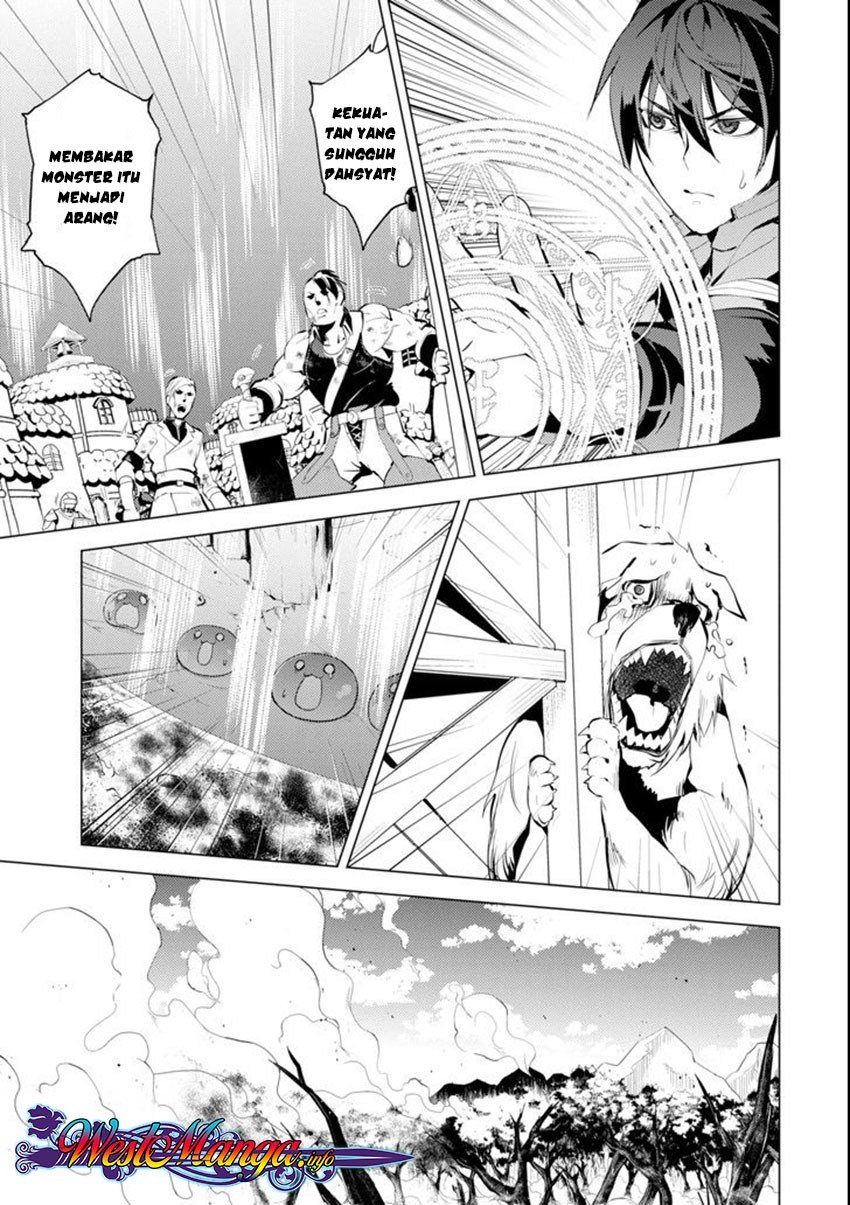 KEKUA-
TAN YANG
SUNGGUH
DAHSYAT!
MEMBAKAR
MONSTER ITU
MENJADI
ARANG!
WestManga.info